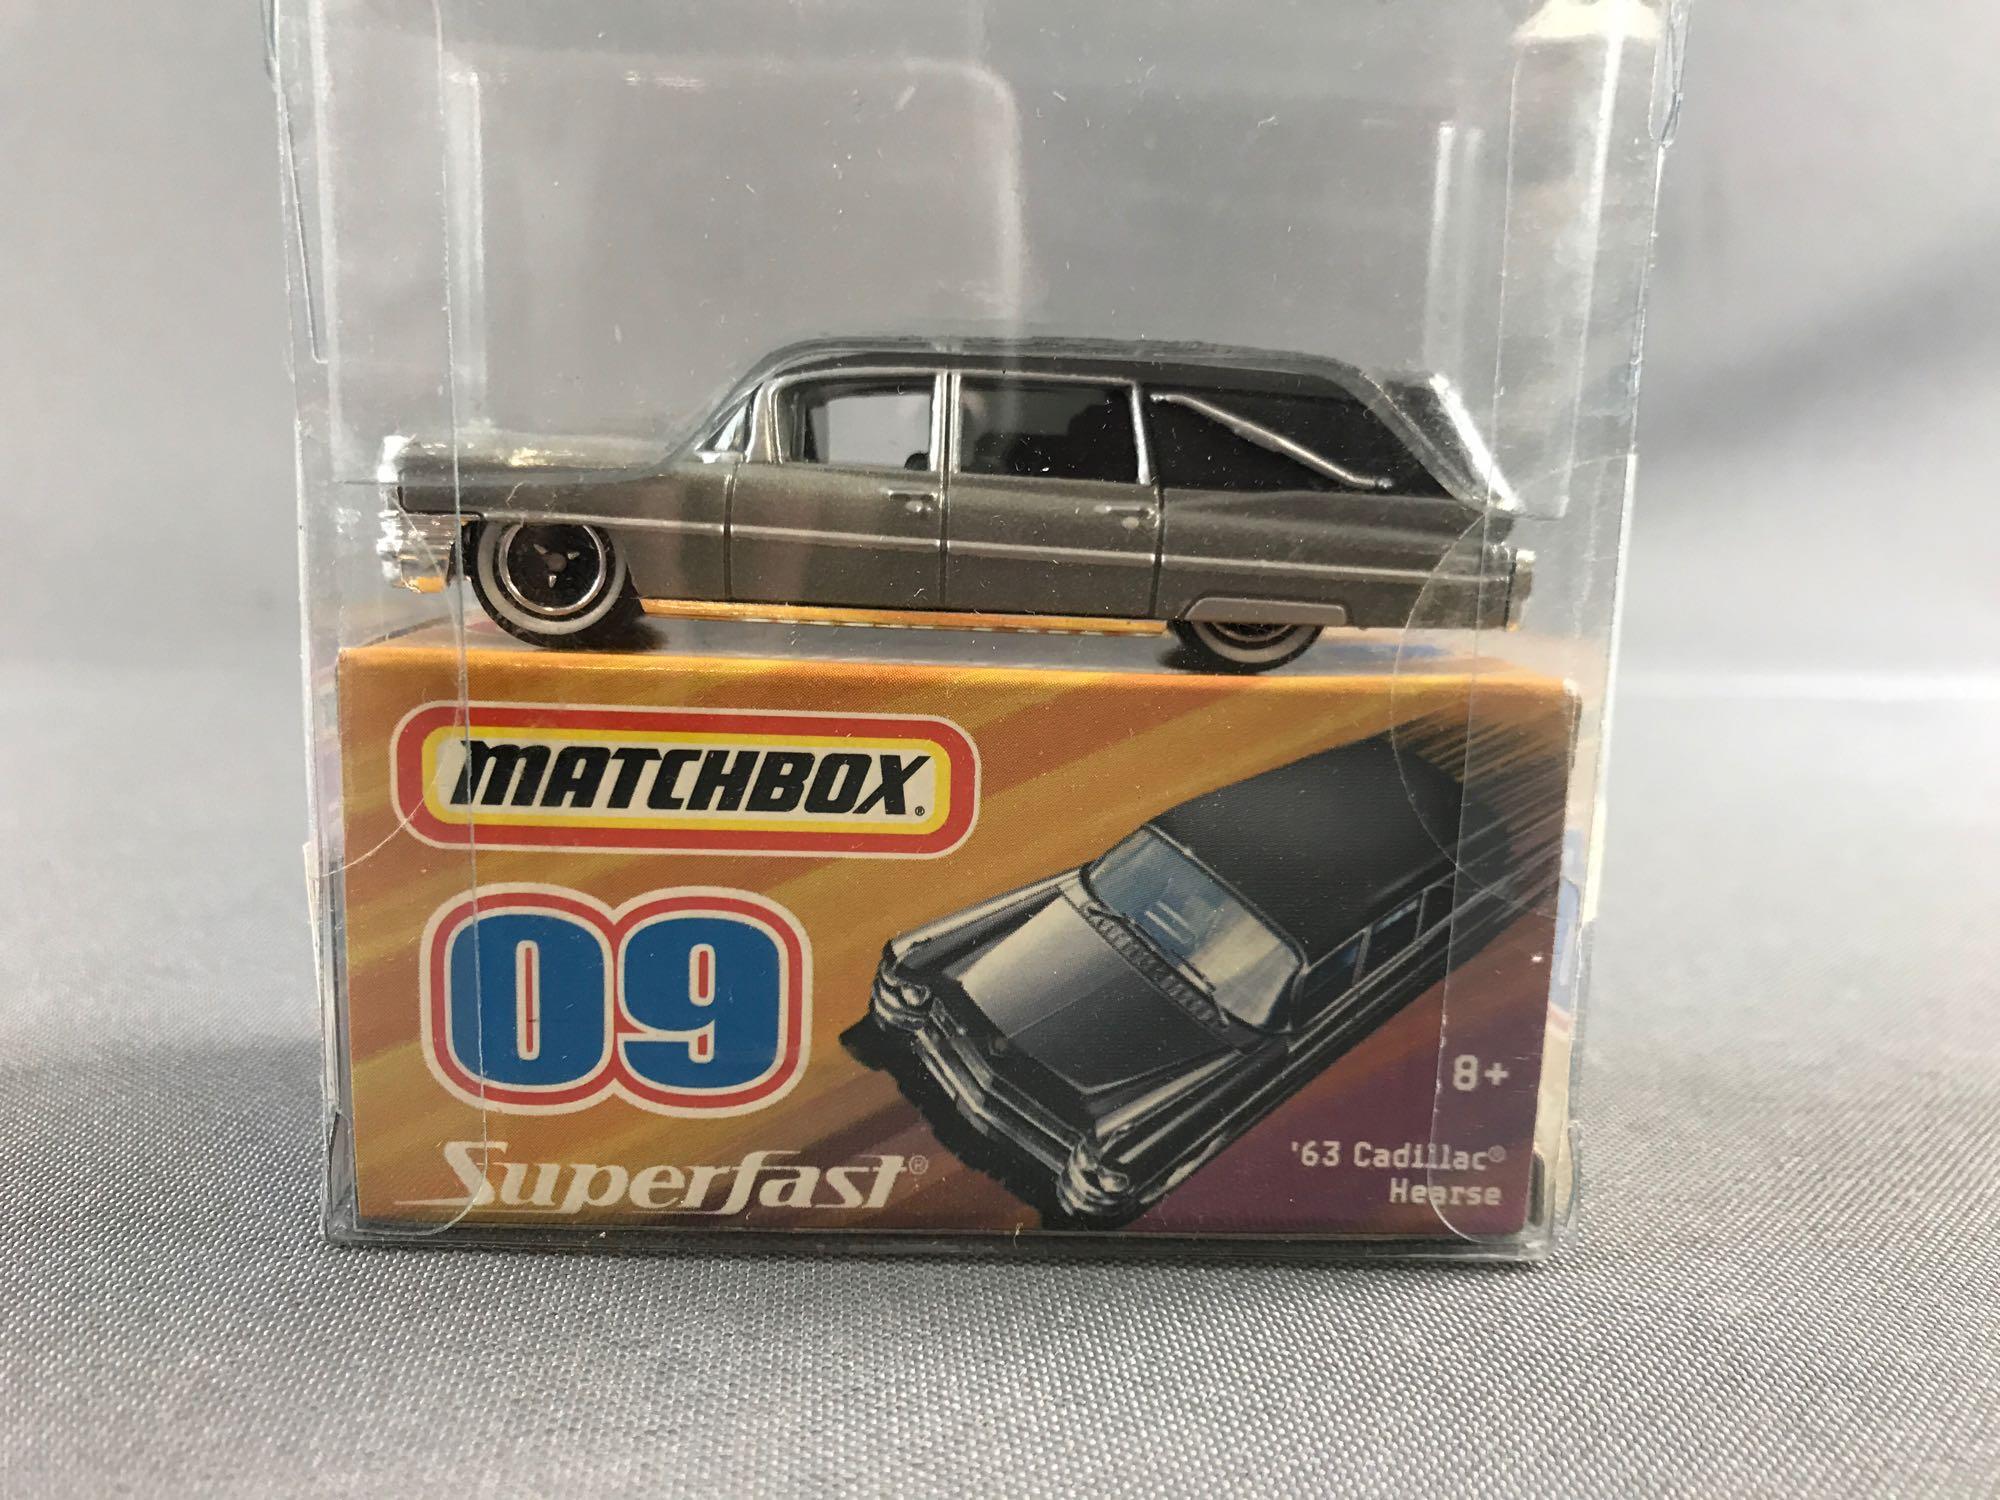 MATCHBOX®
09
Superfast®
8+
'63 Cadillac®
Hearse